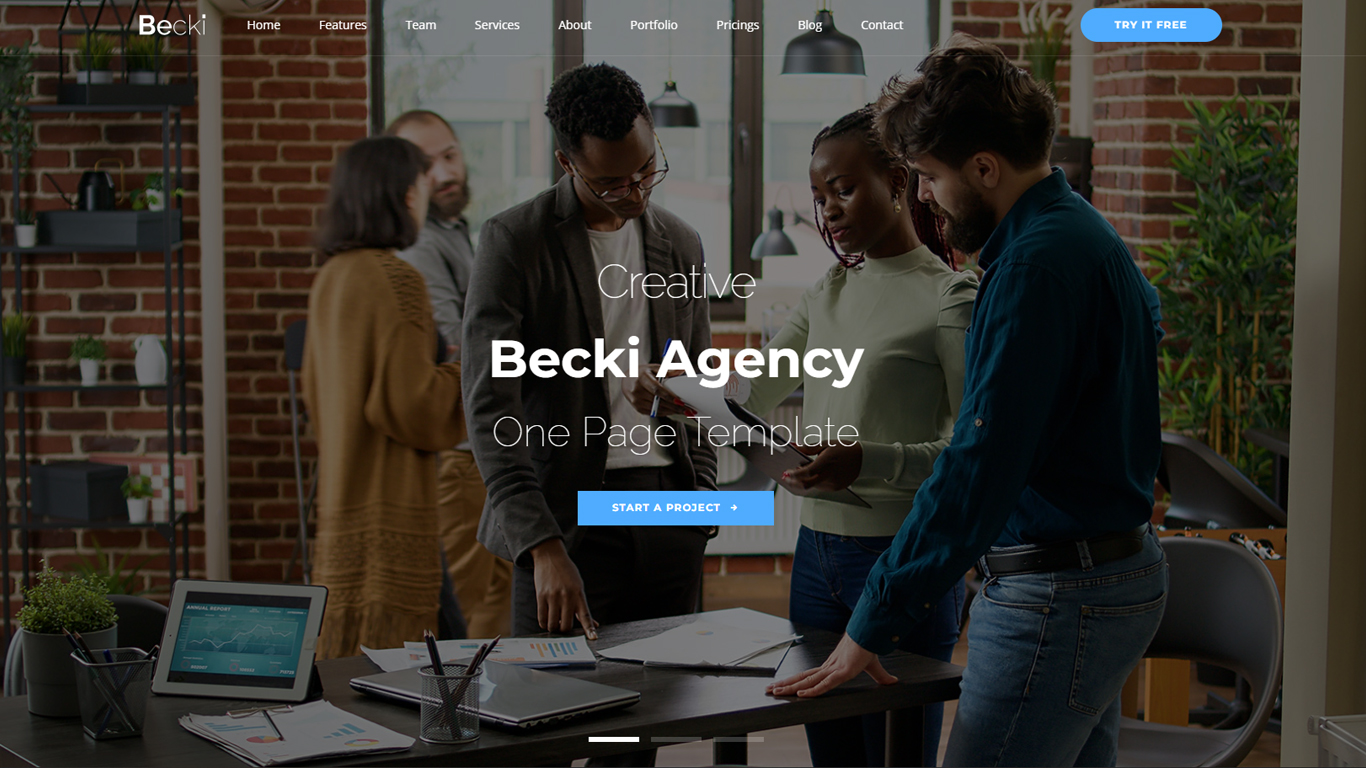 Becki
Home
Features
Team
Services
About
Portfolio
Pricings
Blog
Contact
TRY IT FREE
Creative
Becki Agency
One Page Template
START A PROJECT
ANNUAL REPORT